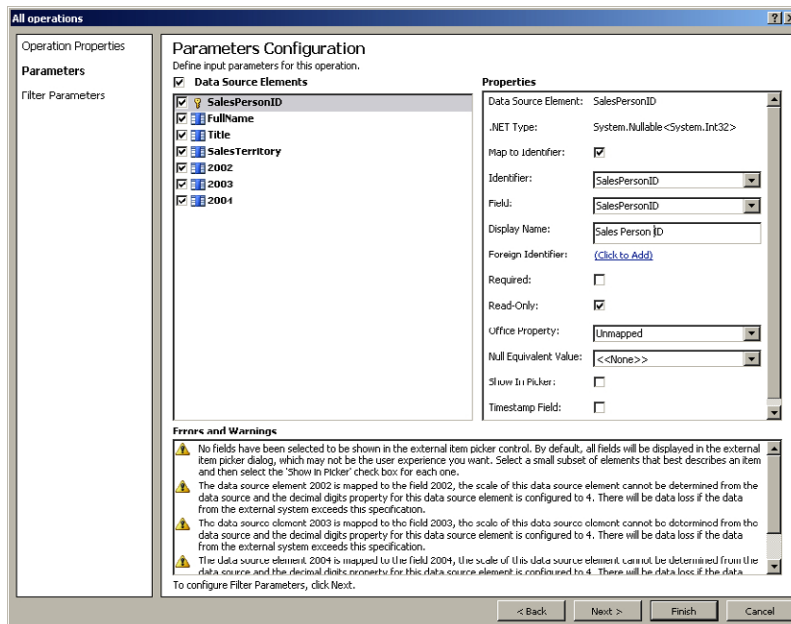 All operations
Operation Properties
Parameters
Filter Parameters
Parameters Configuration
Define input parameters for this operation.
Data Source Elements
SalesPersonID
FullName
Title
SalesTerritory
2002
2003
2004
Properties
Data Source Element: SalesPersonID
.NET Type: System.Nullable<System.Int32>
Map to Identifier:
Identifier: SalesPersonID
Field: SalesPersonID
Display Name: Sales Person ID
Foreign Identifier: (Click to Add)
Required:
Read-Only:
Office Property: Unmapped
Null Equivalent Value: <<None>>
Show In Picker:
Timestamp Field:
Errors and Warnings
No fields have been selected to be shown in the external item picker control. By default, all fields will be displayed in the external
item picker dialog, which may not be the user experience you want. Select a small subset of elements that best describes an item
and then select the 'Show In Picker' check box for each one.
The data source element 2002 is mapped to the field 2002, the scale of this data source element cannot be determined from the
data source and the decimal digits property for this data source element is configured to 4. There will be data loss if the data
from the external system exceeds this specification.
The data source element 2003 is mapped to the field 2003, the scale of this data source element cannot be determined from the
data source and the decimal digits property for this data source element is configured to 4. There will be data loss if the data
from the external system exceeds this specification.
The data source element 2004 is mapped to the field 2004, the scale of this data source element cannot be determined from the
data source and the decimal digits property for this data source element is configured to 4. There will be data loss if the data
To configure Filter Parameters, click Next.
< Back Next > Finish Cancel